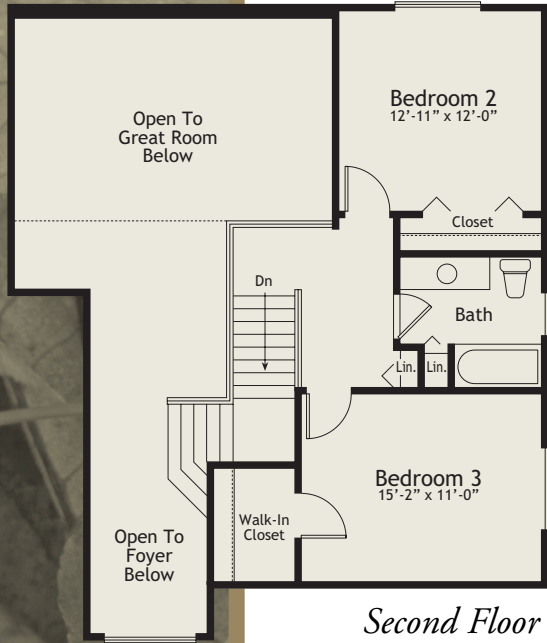 Open To
Great Room
Below
Bedroom 2
12'-11" x 12'-0"
Closet
Dn
Bath
Lin.
Lin.
Bedroom 3
15'-2" x 11'-0"
Walk-In
Closet
Open To
Foyer
Below
Second Floor